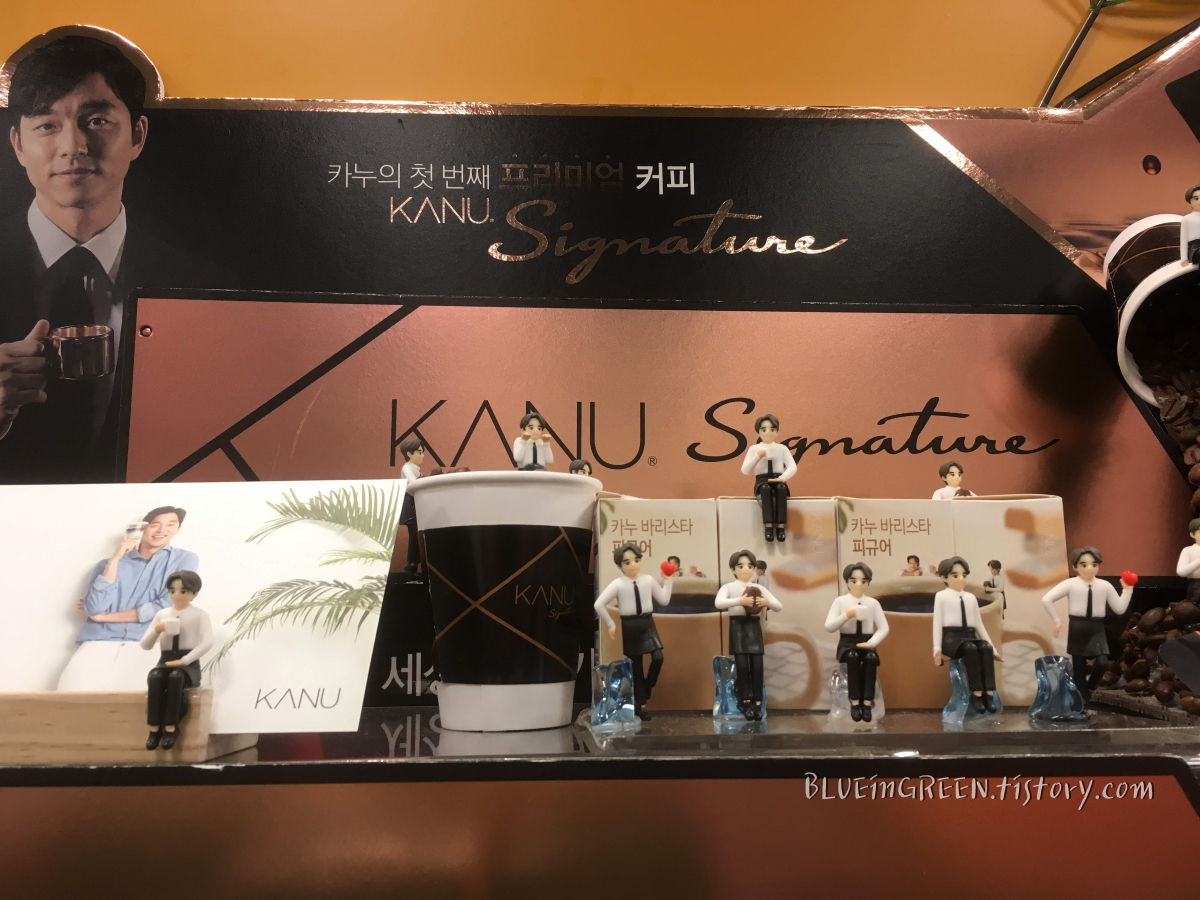 카누의 첫 번째 프리미엄 커피
KANU. Signature
KANU® Signature
KANU
KANU
카누 바리스타
피규어
카누 바리스타
피규어
세상
BLUEinGREEN.tistory.com